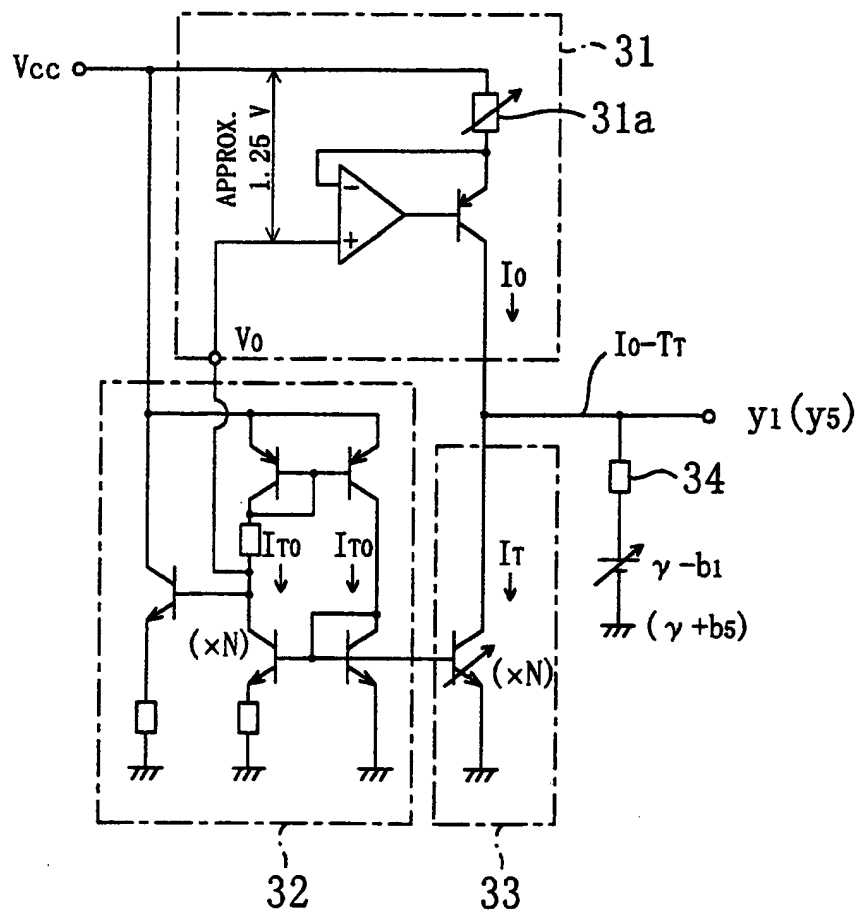 31
Vcc
31a
APPROX.
1.25 V
−
+
I0
V0
I0-TT
y1(y5)
34
IT0
IT0
IT
γ-b1
(γ+b5)
(×N)
(×N)
32
33